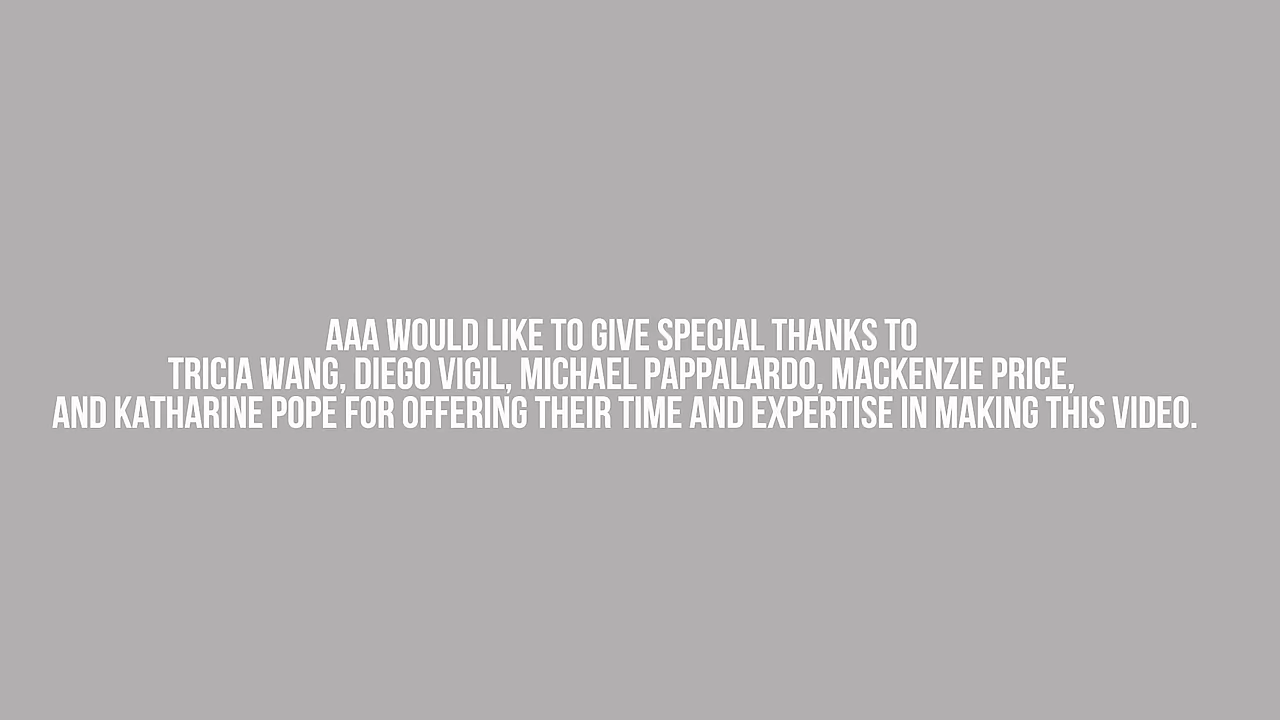 AAA WOULD LIKE TO GIVE SPECIAL THANKS TO
TRICIA WANG, DIEGO VIGIL, MICHAEL PAPPALARDO, MACKENZIE PRICE,
AND KATHARINE POPE FOR OFFERING THEIR TIME AND EXPERTISE IN MAKING THIS VIDEO.